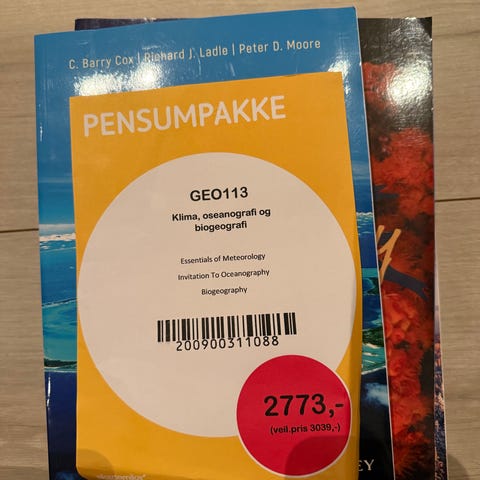 C. Barry Cox | Richard J. Ladle | Peter D. Moore
PENSUMPAKKE
GEO113
Klima, oseanografi og
biogeografi
Essentials of Meteorology
Invitation To Oceanography
Biogeography
200900311088
2773,-
(veil.pris 3039,-)
EY